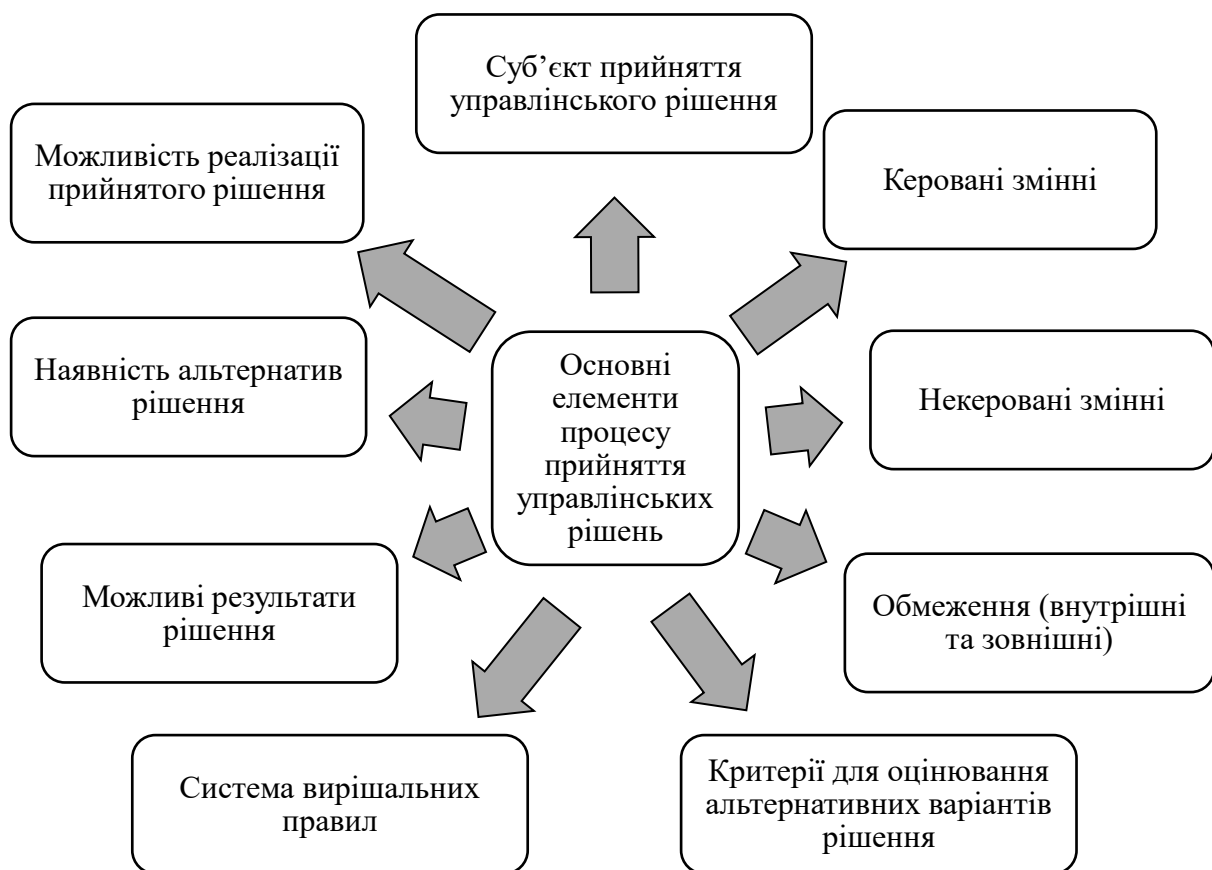 Суб’єкт прийняття
управлінського рішення
Можливість реалізації
прийнятого рішення
Керовані змінні
Наявність альтернатив
рішення
Основні
елементи
процесу
прийняття
управлінських
рішень
Некеровані змінні
Можливі результати
рішення
Обмеження (внутрішні
та зовнішні)
Система вирішальних
правил
Критерії для оцінювання
альтернативних варіантів
рішення